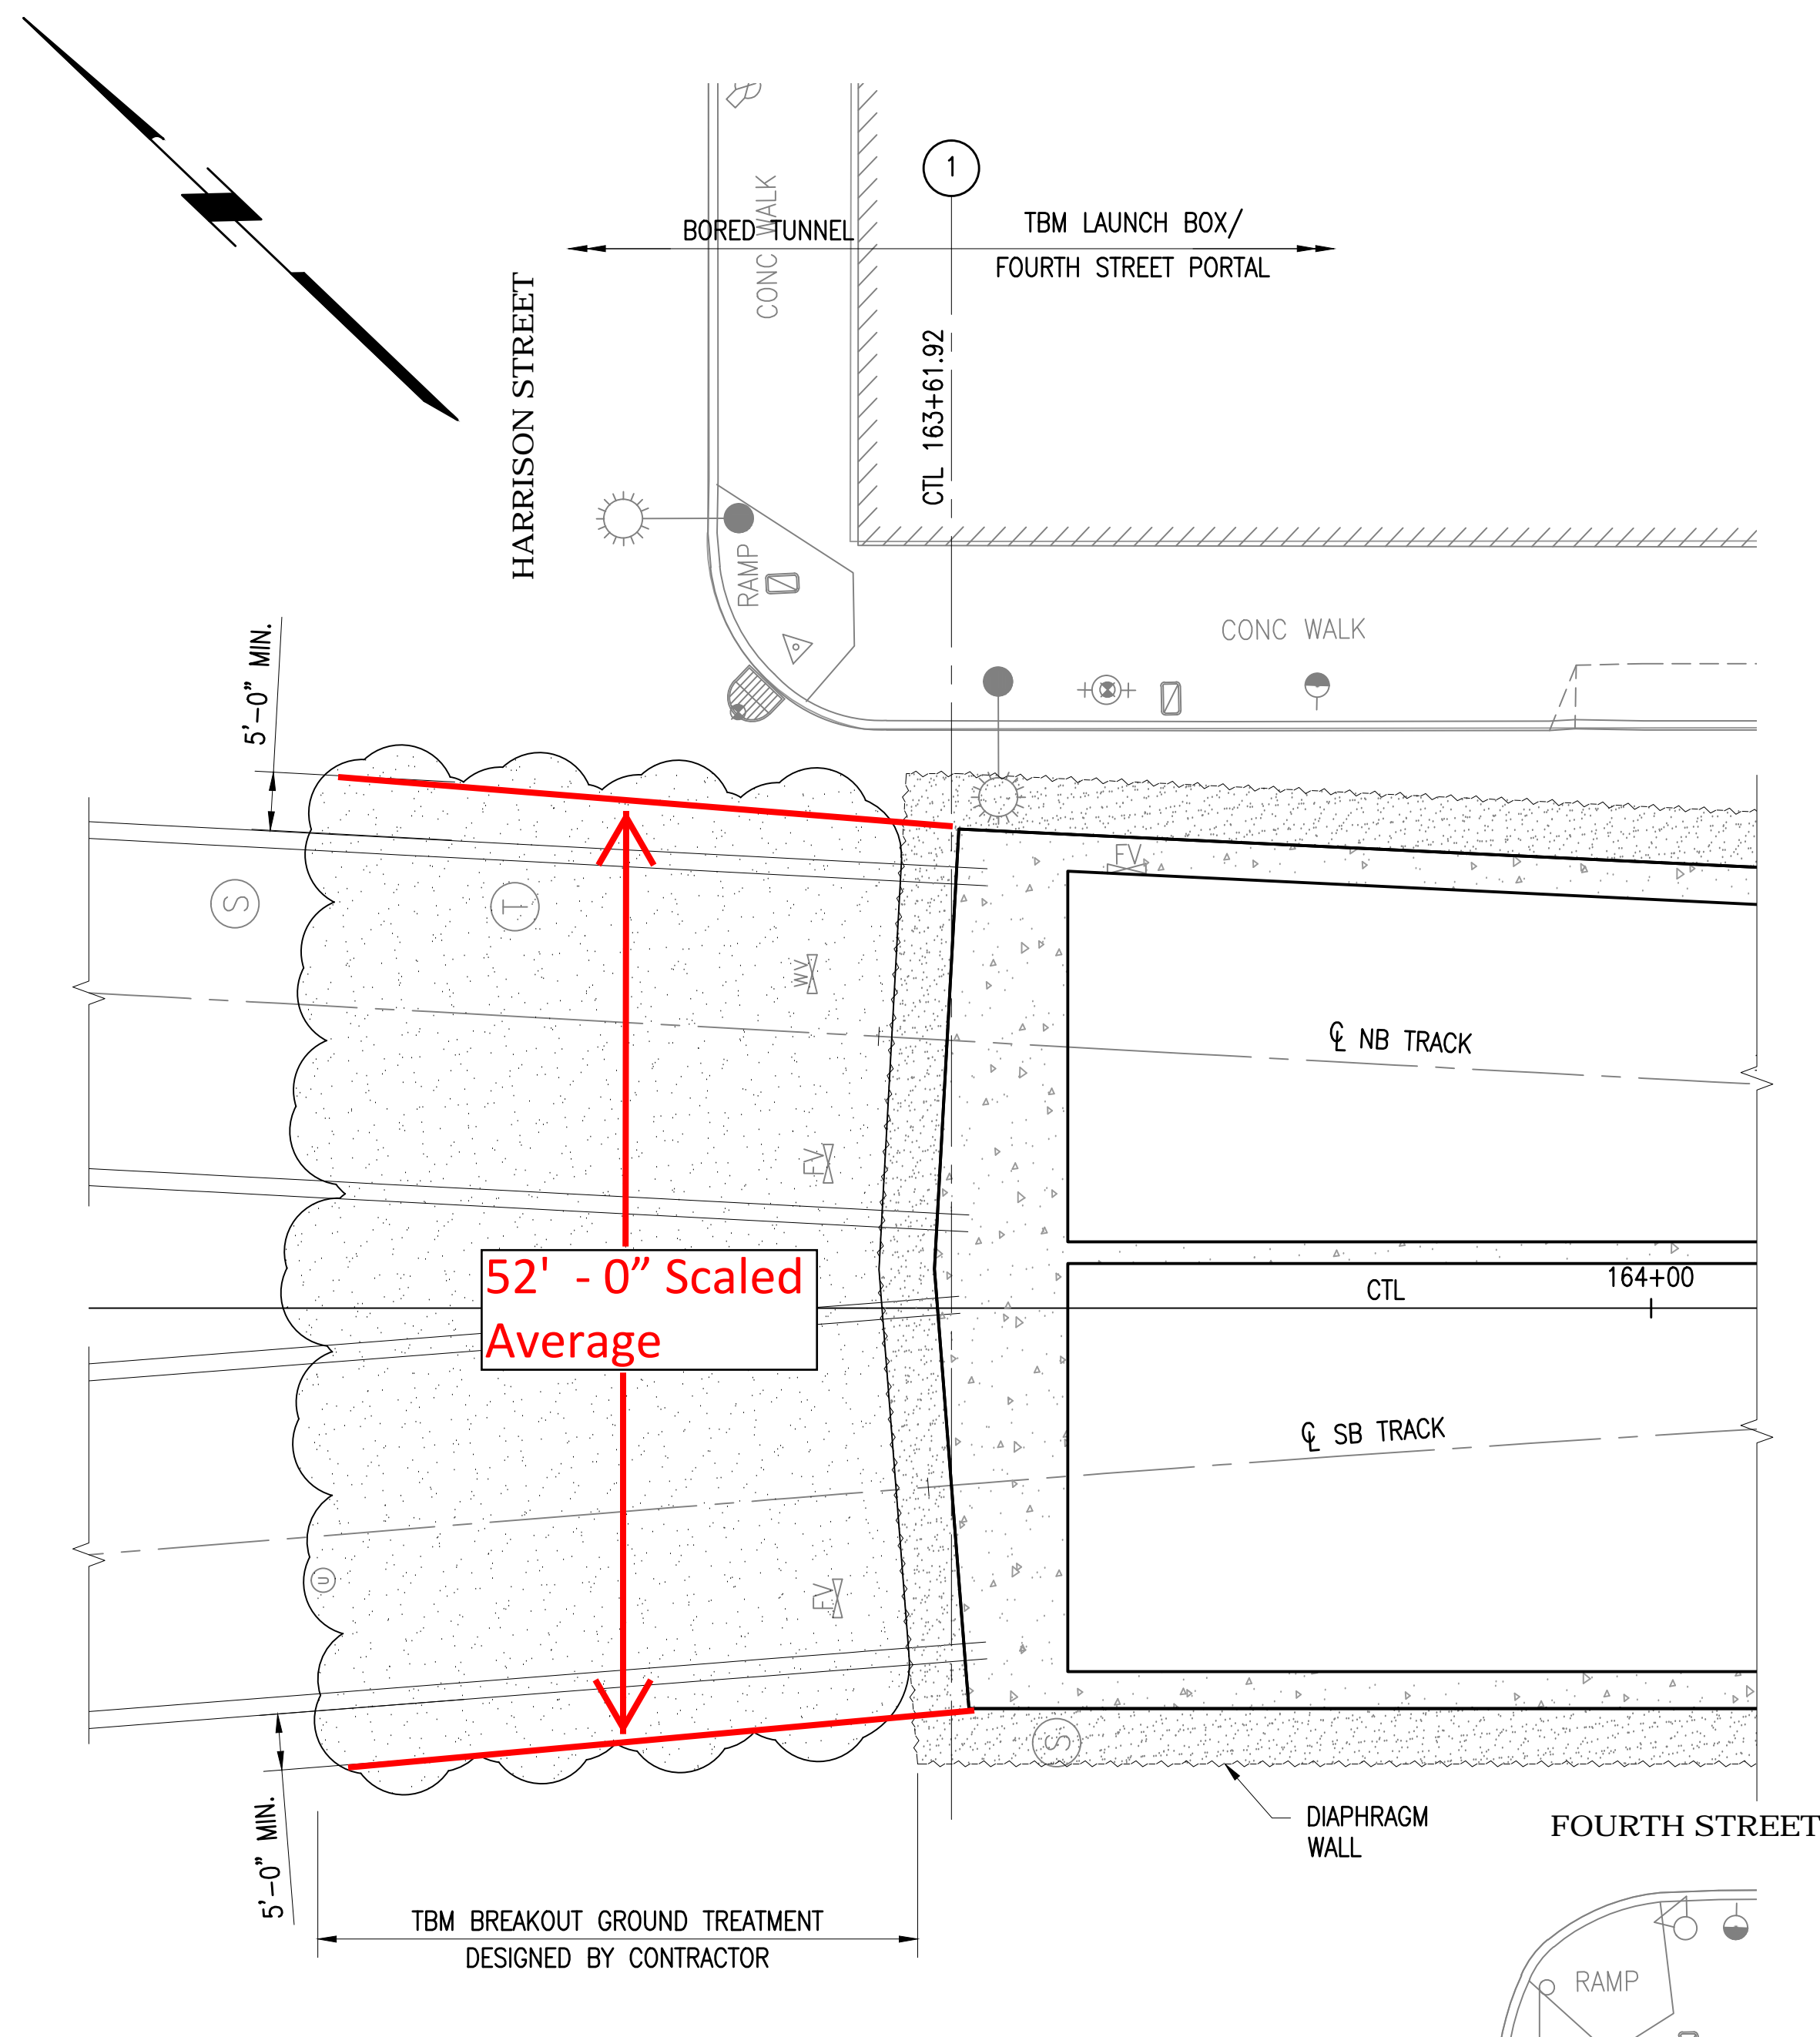 1
BORED TUNNEL
TBM LAUNCH BOX/
FOURTH STREET PORTAL
CONC WALK
HARRISON STREET
CTL 163+61.92
RAMP
CONC WALK
5'-0" MIN.
FV
S
T
WV
℄ NB TRACK
FV
52' - 0” Scaled
Average
164+00
CTL
℄ SB TRACK
U
FV
S
DIAPHRAGM
WALL
FOURTH STREET
5'-0" MIN.
TBM BREAKOUT GROUND TREATMENT
DESIGNED BY CONTRACTOR
RAMP